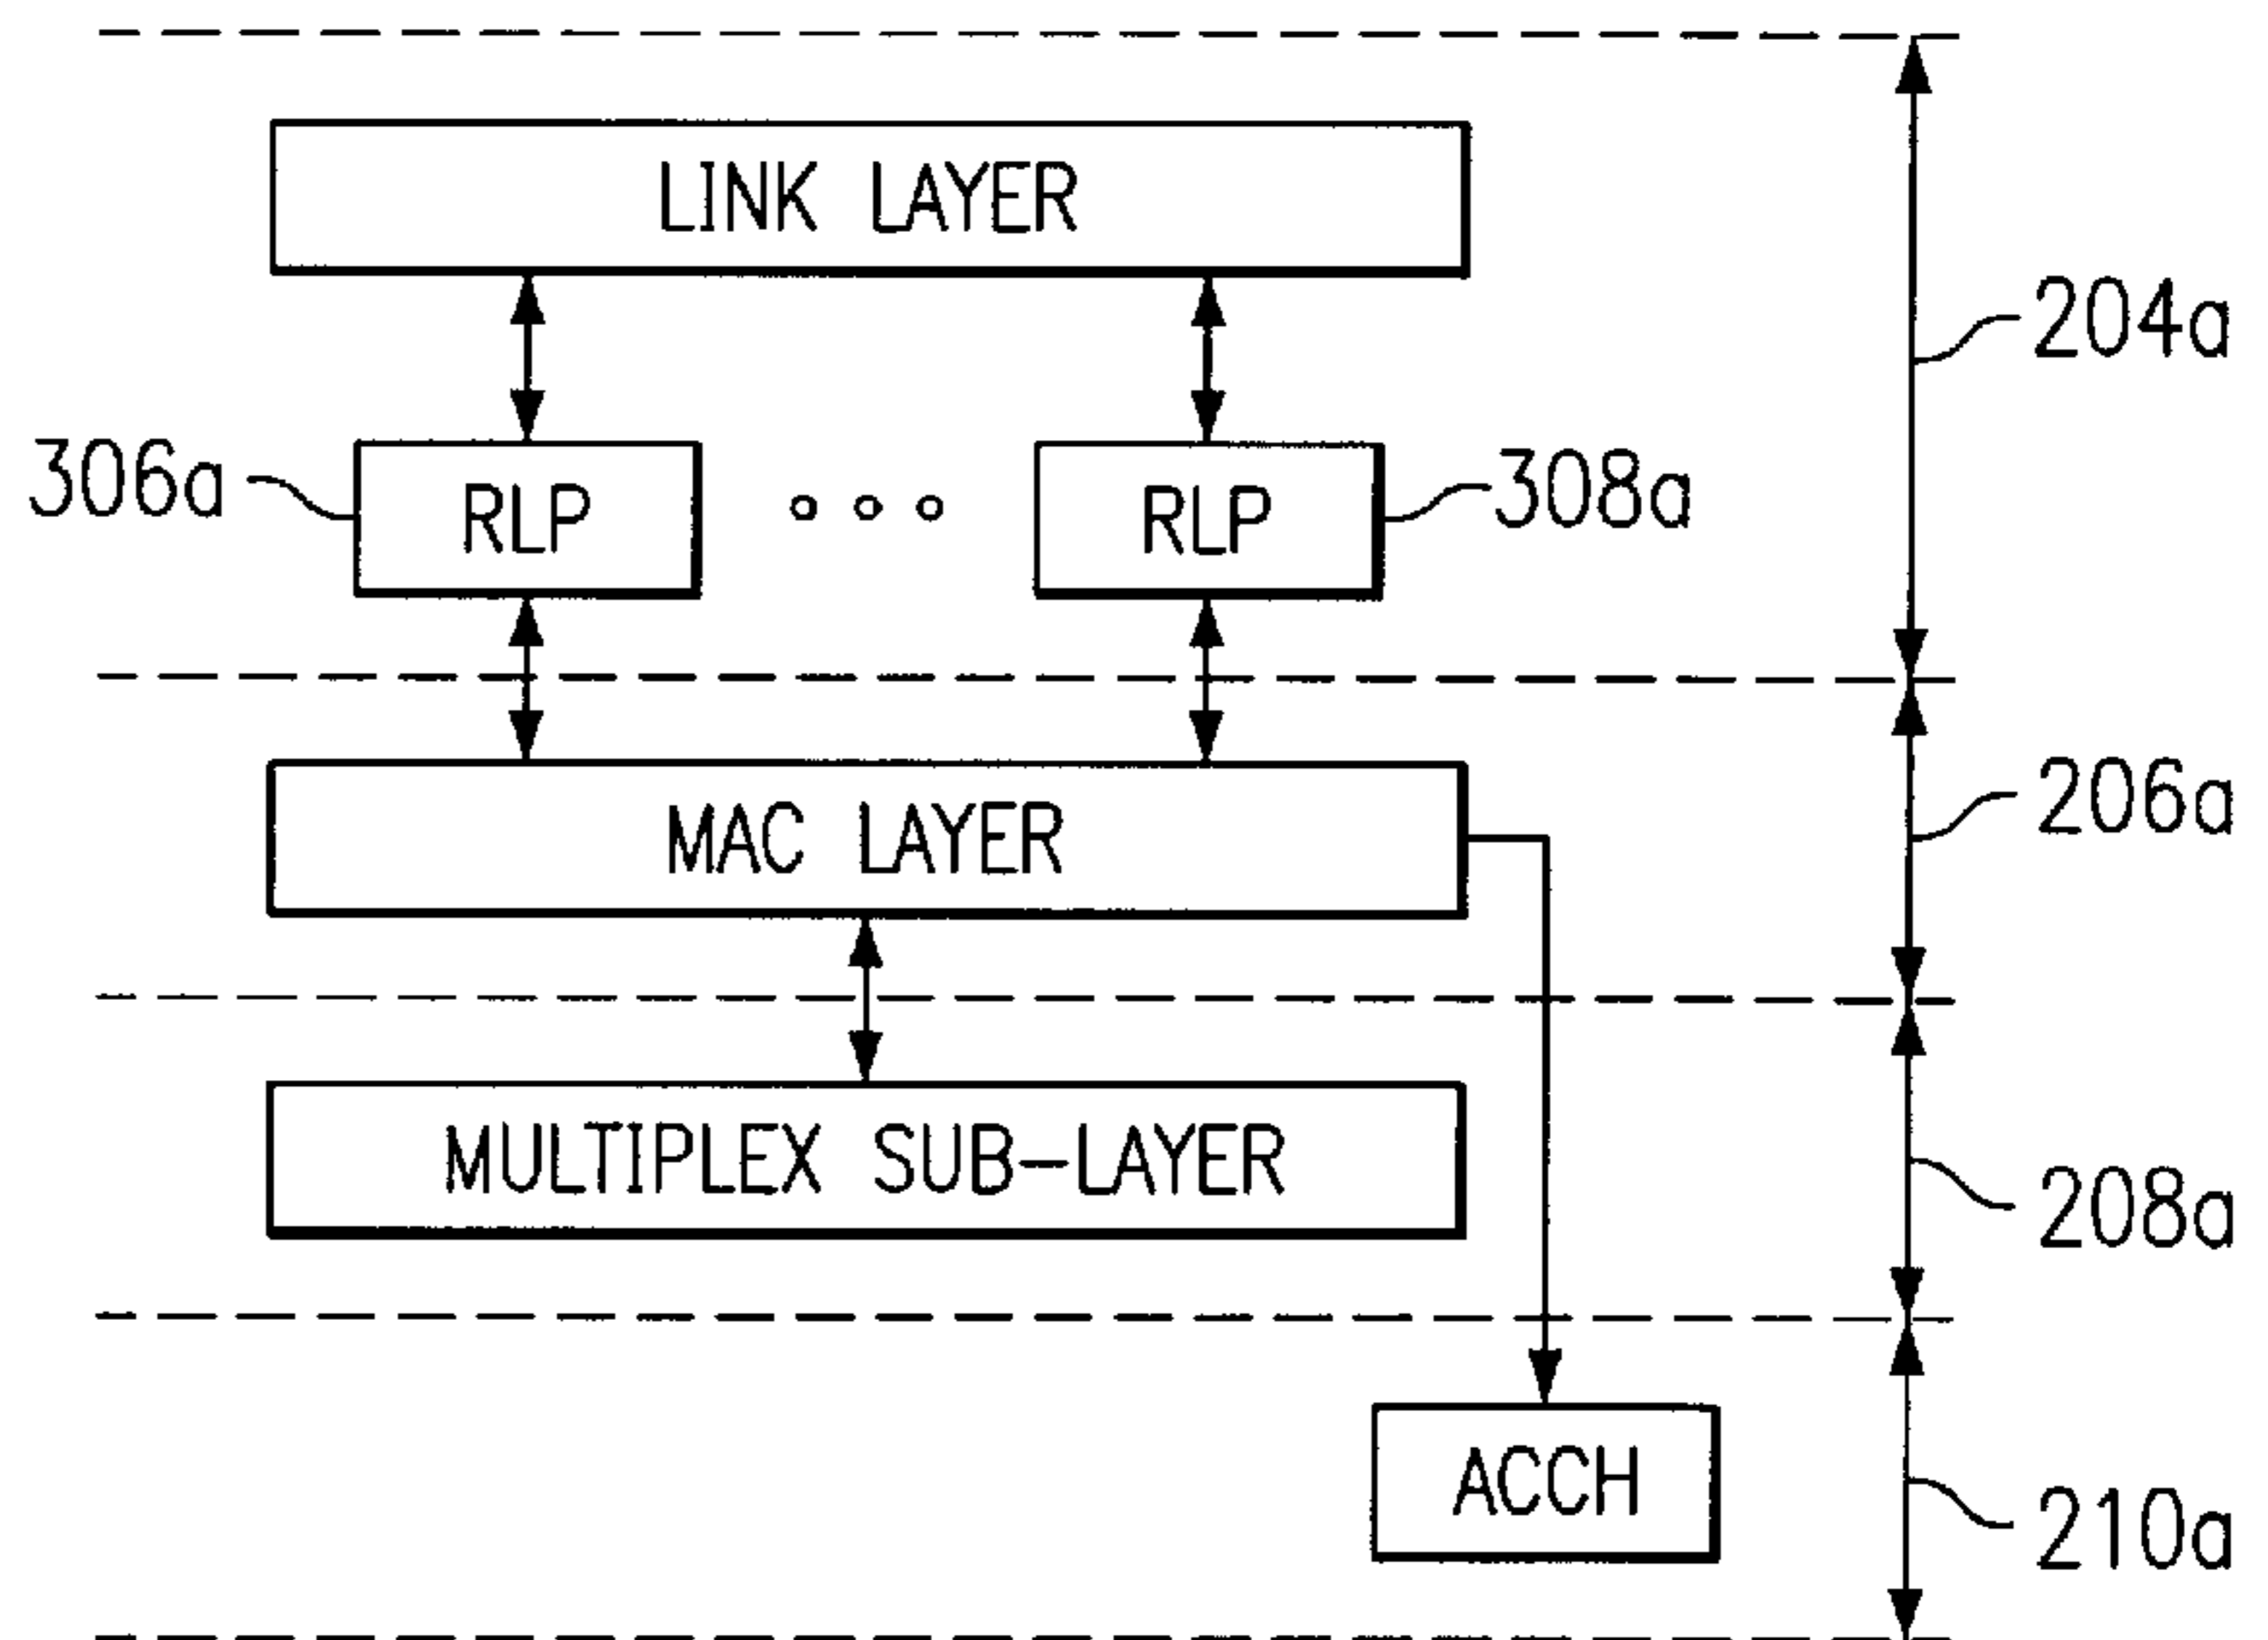 LINK LAYER
204a
306a
RLP
RLP
308a
MAC LAYER
206a
MULTIPLEX SUB-LAYER
208a
ACCH
210a